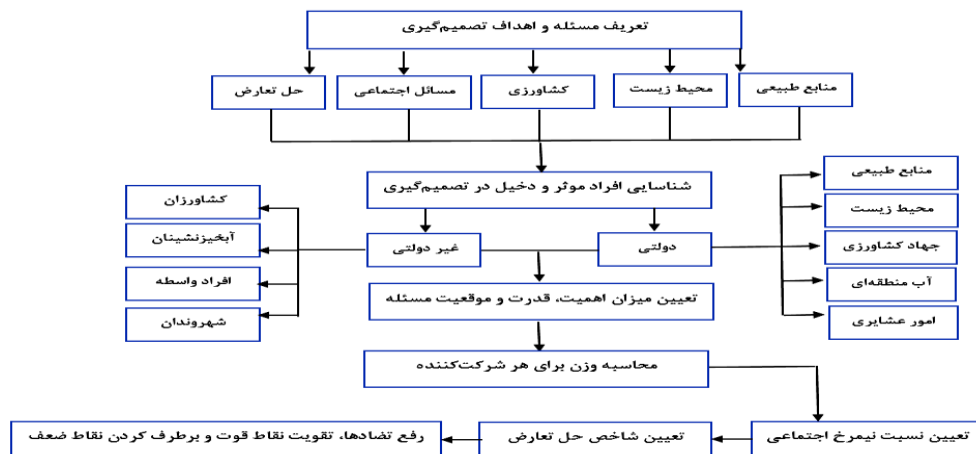 تعریف مسئله و اهداف تصمیم‌گیری
منابع طبیعی
محیط زیست
کشاورزی
مسائل اجتماعی
حل تعارض
شناسایی افراد موثر و دخیل در تصمیم‌گیری
دولتی
غیر دولتی
منابع طبیعی
محیط زیست
جهاد کشاورزی
آب منطقه‌ای
امور عشایری
کشاورزان
آبخیزنشینان
افراد واسطه
شهروندان
تعیین میزان اهمیت، قدرت و موقعیت مسئله
محاسبه وزن برای هر شرکت‌کننده
تعیین نسبت نیمرخ اجتماعی
تعیین شاخص حل تعارض
رفع تضادها، تقویت نقاط قوت و برطرف کردن نقاط ضعف